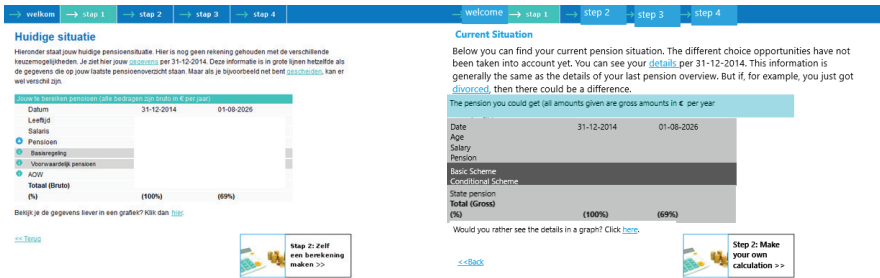 welkom → stap 1 → stap 2 → stap 3 → stap 4
Huidige situatie
Hieronder staat jouw huidige pensioensituatie. Hier is nog geen rekening gehouden met de verschillende
keuzemogelijkheden. Je ziet hier jouw gegevens per 31-12-2014. Deze informatie is in grote lijnen hetzelfde als
de gegevens die op jouw laatste pensioenoverzicht staan. Maar als je bijvoorbeeld net bent gescheiden, kan er
wel verschil zijn.
Jouw te bereiken pensioen (alle bedragen zijn bruto in € per jaar)
Datum 31-12-2014 01-08-2026
Leeftijd
Salaris
Pensioen
Basisregeling
Voorwaardelijk pensioen
AOW
Totaal (Bruto)
(%) (100%) (69%)
Bekijk je de gegevens liever in een grafiek? Klik dan hier.
<< Terug
Stap 2: Zelf
een berekening
maken >>
welcome → stap 1 → step 2 → step 3 → step 4
Current Situation
Below you can find your current pension situation. The different choice opportunities have not
been taken into account yet. You can see your details per 31-12-2014. This information is
generally the same as the details of your last pension overview. But if, for example, you just got
divorced, then there could be a difference.
The pension you could get (all amounts given are gross amounts in € per year
Date 31-12-2014 01-08-2026
Age
Salary
Pension
Basic Scheme
Conditional Scheme
State pension
Total (Gross)
(%) (100%) (69%)
Would you rather see the details in a graph? Click here.
<<Back
Step 2: Make
your own
calculation >>